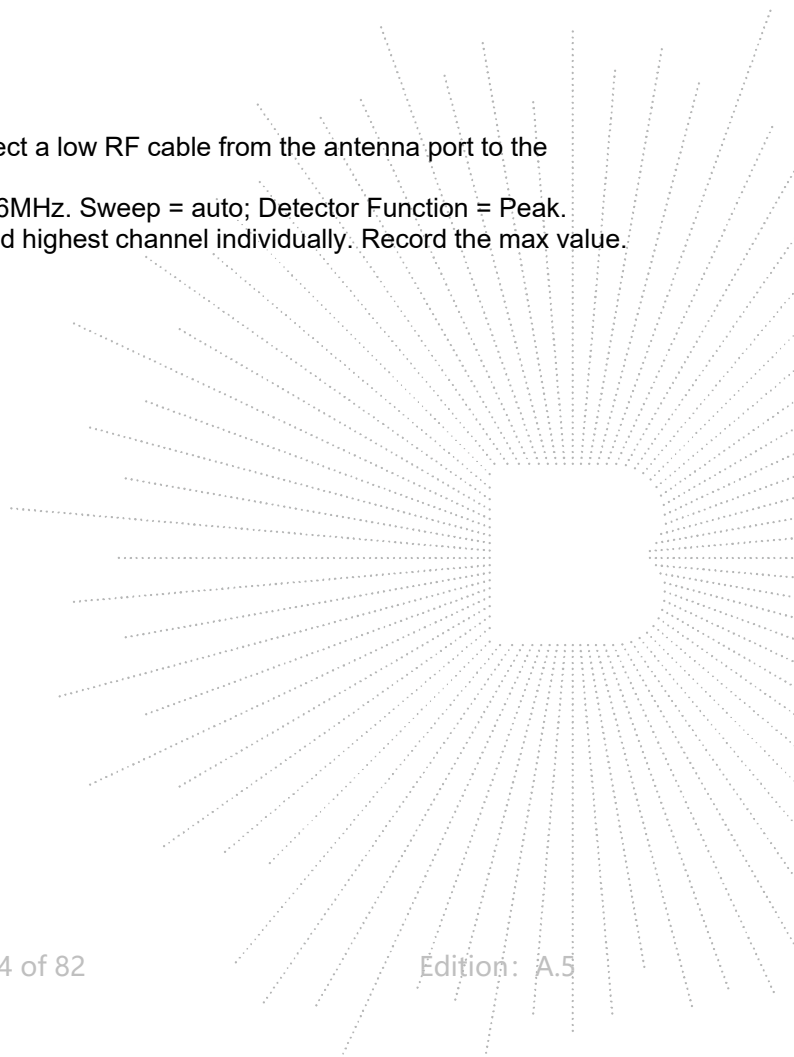 ect a low RF cable from the antenna port to the
6MHz. Sweep = auto; Detector Function = Peak.
d highest channel individually. Record the max value.
4 of 82 Edition：A.5